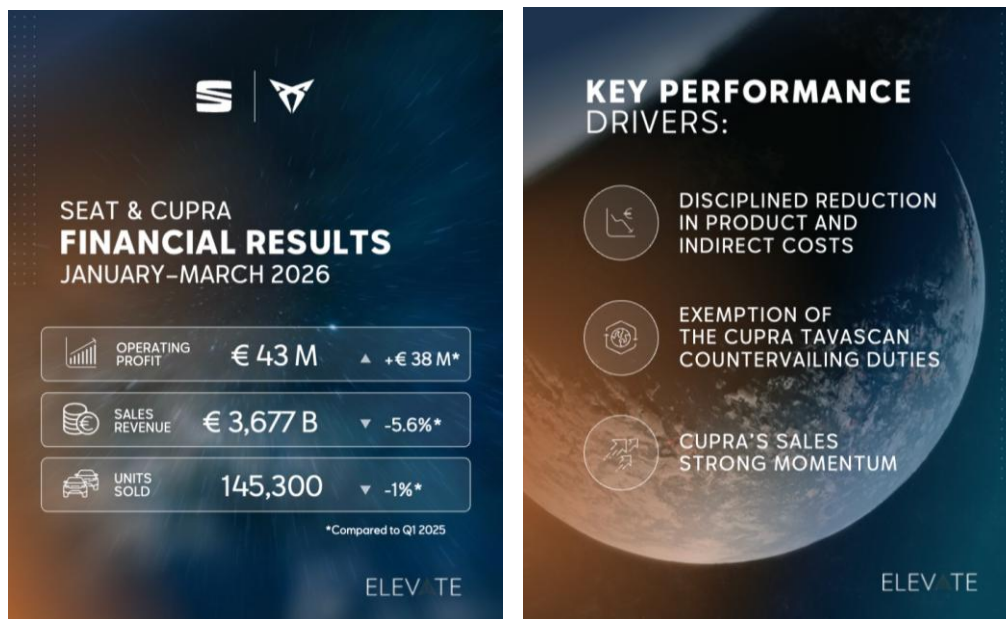 SEAT & CUPRA
FINANCIAL RESULTS
JANUARY–MARCH 2026
OPERATING
PROFIT
€ 43 M
▲ +€ 38 M*
SALES
REVENUE
€ 3,677 B
▼ -5.6%*
UNITS
SOLD
145,300
▼ -1%*
*Compared to Q1 2025
ELEVATE
KEY PERFORMANCE
DRIVERS:
DISCIPLINED REDUCTION
IN PRODUCT AND
INDIRECT COSTS
EXEMPTION OF
THE CUPRA TAVASCAN
COUNTERVAILING DUTIES
CUPRA'S SALES
STRONG MOMENTUM
ELEVATE